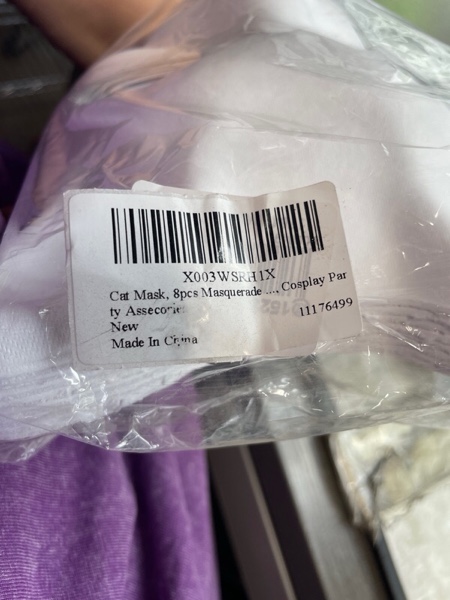 X003WSRH1X
Cat Mask, 8pcs Masquerade ..., Cosplay Par
ty Assecories
11176499
New
Made In China